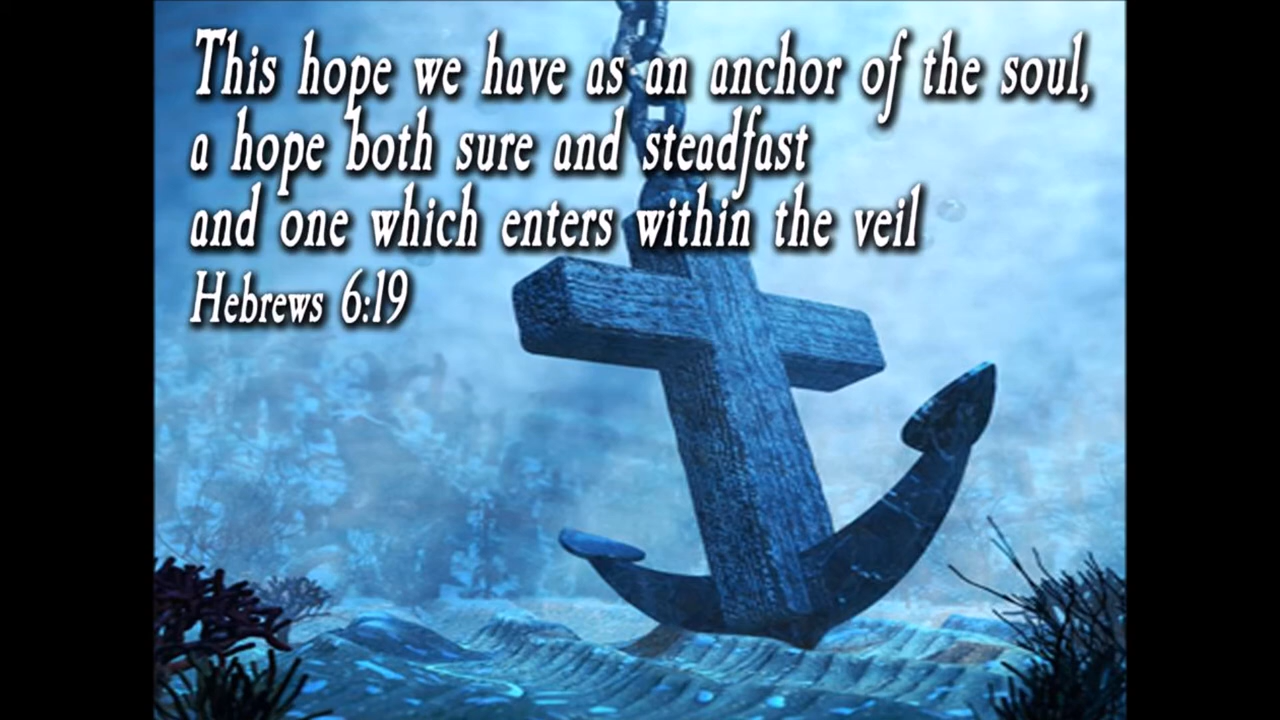 This hope we have as an anchor of the soul,
a hope both sure and steadfast
and one which enters within the veil
Hebrews 6:19